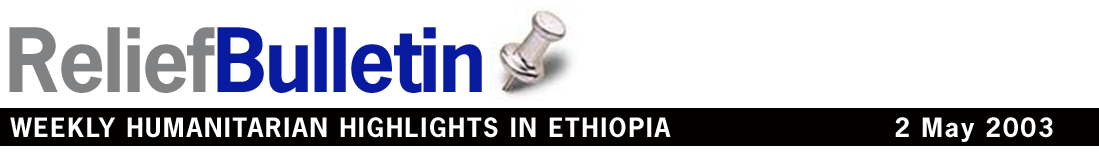 ReliefBulletin
WEEKLY HUMANITARIAN HIGHLIGHTS IN ETHIOPIA 2 May 2003